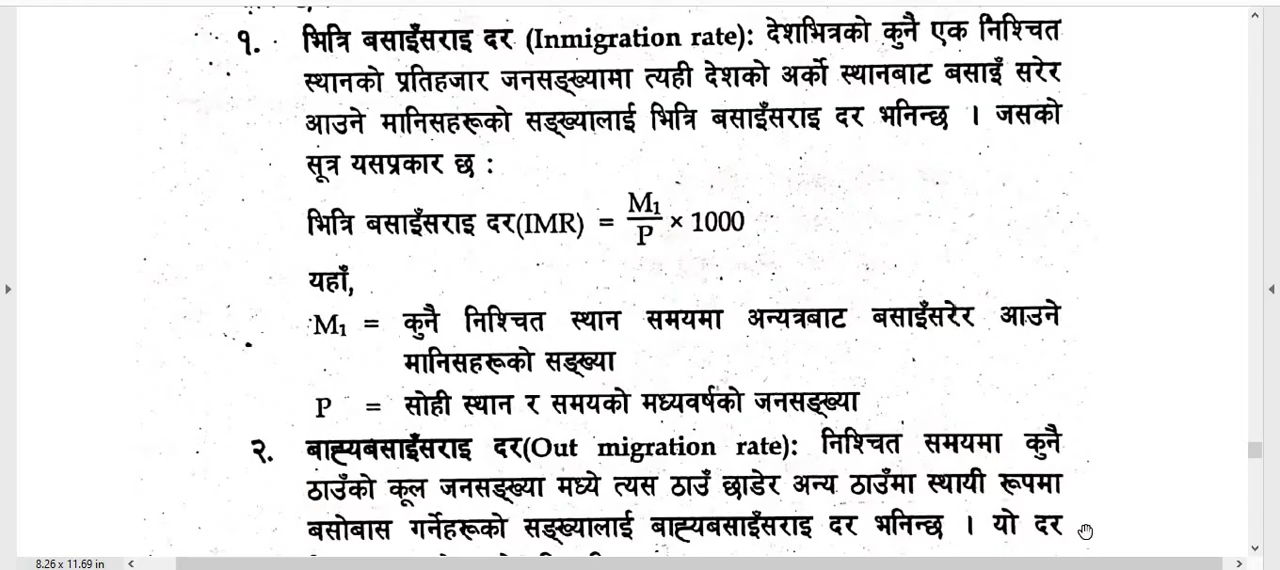 १. भित्रि बसाइँसराइ दर (Inmigration rate): देशभित्रको कुनै एक निश्चित
स्थानको प्रतिहजार जनसङ्ख्यामा त्यही देशको अर्को स्थानबाट बसाइँ सरेर
आउने मानिसहरूको सङ्ख्यालाई भित्रि बसाइँसराइ दर भनिन्छ । जसको
सूत्र यसप्रकार छ :
भित्रि बसाइँसराइ दर(IMR) = M₁/P × 1000
यहाँ,
M₁ = कुनै निश्चित स्थान समयमा अन्यत्रबाट बसाइँसरेर आउने
मानिसहरूको सङ्ख्या
P = सोही स्थान र समयको मध्यवर्षको जनसङ्ख्या
२. बाह्यबसाइँसराइ दर(Out migration rate): निश्चित समयमा कुनै
ठाउँको कूल जनसङ्ख्या मध्ये त्यस ठाउँ छाडेर अन्य ठाउँमा स्थायी रूपमा
बसोबास गर्नेहरूको सङ्ख्यालाई बाह्यबसाइँसराइ दर भनिन्छ । यो दर
8.26 x 11.69 in